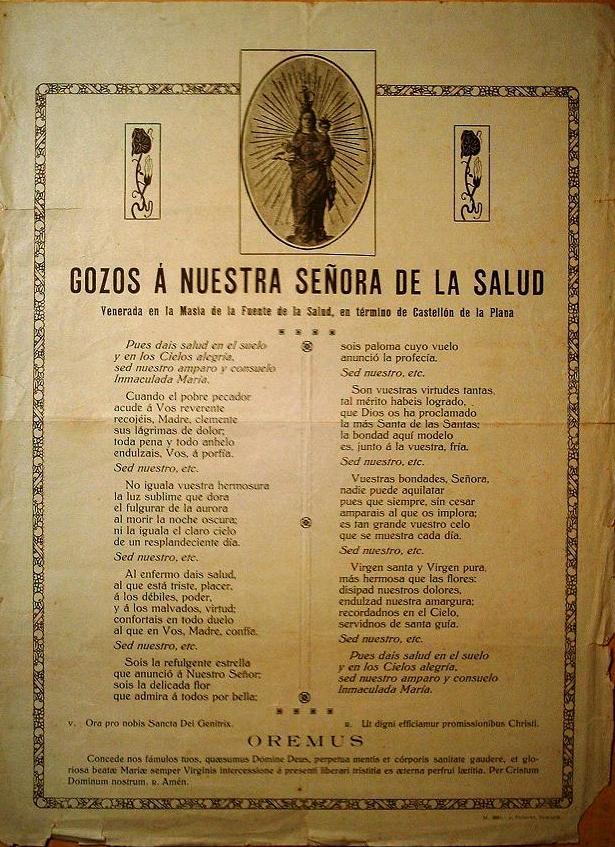 GOZOS Á NUESTRA SEÑORA DE LA SALUD
Venerada en la Masía de la Fuente de la Salud, en término de Castellón de la Plana
Pues dais salud en el suelo
y en los Cielos alegría,
sed nuestro amparo y consuelo
Inmaculada María.
Cuando el pobre pecador
acude á Vos reverente
recojéis, Madre, clemente
sus lágrimas de dolor;
toda pena y todo anhelo
endulzais, Vos, á porfía.
Sed nuestro, etc.
No iguala vuestra hermosura
la luz sublime que dora
el fulgurar de la aurora
al morir la noche oscura;
ni la iguala el claro cielo
de un resplandeciente día.
Sed nuestro, etc.
Al enfermo dais salud,
al que está triste, placer,
á los débiles, poder,
y á los malvados, virtud;
confortais en todo duelo
al que en Vos, Madre, confía.
Sed nuestro, etc.
Sois la refulgente estrella
que anunció á Nuestro Señor;
sois la delicada flor
que admira á todos por bella;
sois paloma cuyo vuelo
anunció la profecía.
Sed nuestro, etc.
Son vuestras virtudes tantas,
tal mérito habeis logrado,
que Dios os ha proclamado
la más Santa de las Santas;
la bondad aquí modelo
es, junto á la vuestra, fría.
Sed nuestro, etc.
Vuestras bondades, Señora,
nadie puede aquilatar
pues que siempre, sin cesar
amparais al que os implora;
es tan grande vuestro celo
que se muestra cada día.
Sed nuestro, etc.
Virgen santa y Virgen pura,
más hermosa que las flores:
disipad nuestros dolores,
endulzad nuestra amargura;
recordadnos en el Cielo,
servidnos de santa guía.
Sed nuestro, etc.
Pues dais salud en el suelo
y en los Cielos alegría,
sed nuestro amparo y consuelo
Inmaculada María.
V. Ora pro nobis Sancta Dei Genitrix.
R. Ut digni efficiamur promissionibus Christi.
OREMUS
Concede nos fámulos tuos, quæsumus Domine Deus, perpetua mentis et córporis sanitate gaudere, et glo-
riosa beatæ Mariæ semper Virginis intercessione á presenti liberari tristitia es æterna perfrui lætitia. Per Cristum
Dominum nostrum. R. Amén.